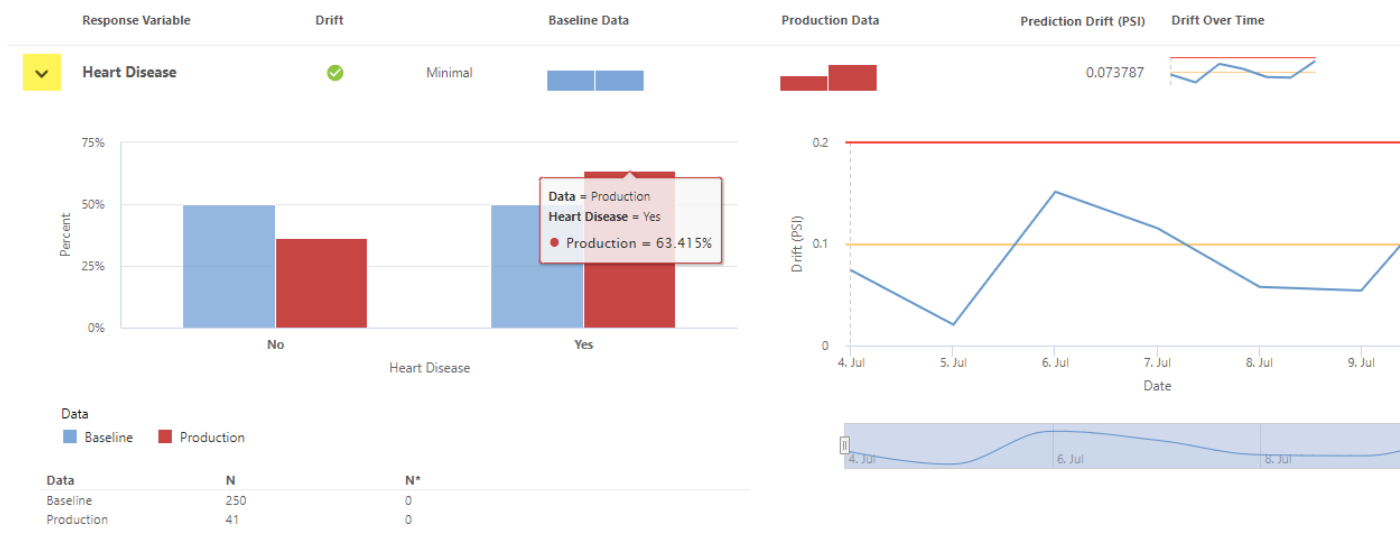 Response Variable Drift Baseline Data Production Data Prediction Drift (PSI) Drift Over Time
Heart Disease Minimal 0.073787
75%
50%
25%
0%
Percent
No Yes
Heart Disease
Data = Production
Heart Disease = Yes
Production = 63.415%
Data
Baseline Production
Data N N*
Baseline 250 0
Production 41 0
0.2
0.1
0
Drift (PSI)
4. Jul 5. Jul 6. Jul 7. Jul 8. Jul 9. Jul
Date
4. Jul 6. Jul 8. Jul